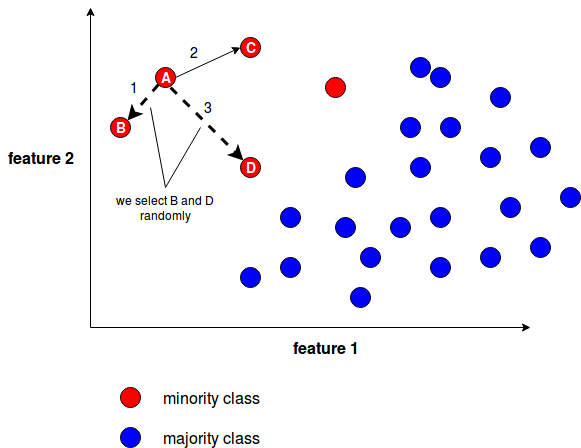 C
2
A
1
3
B
D
feature 2
we select B and D
randomly
feature 1
minority class
majority class